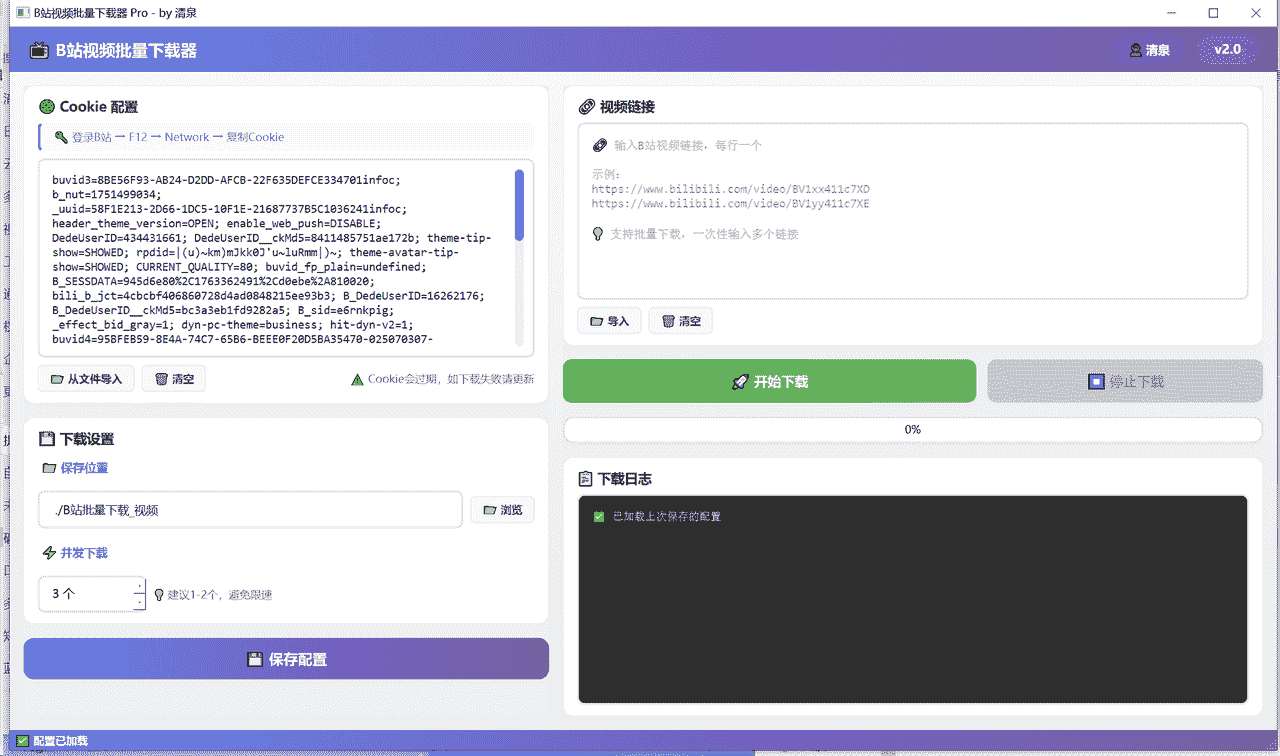 B站视频批量下载器 Pro - by 清泉
B站视频批量下载器
清泉
v2.0
Cookie 配置
登录B站 → F12 → Network → 复制Cookie
buvid3=8BE56F93-AB24-D2DD-AFCB-22F635DEFCE334701infoc;
b_nut=1751499034;
_uuid=58F1E213-2D66-1DC5-10F1E-21687737B5C1036241infoc;
header_theme_version=OPEN; enable_web_push=DISABLE;
DedeUserID=434431661; DedeUserID__ckMd5=8411485751ae172b; theme-tip-
show=SHOWED; rpdid=|(u)~km)mJkk0J'u~luRmm|)~; theme-avatar-tip-
show=SHOWED; CURRENT_QUALITY=80; buvid_fp_plain=undefined;
B_SESSDATA=945d6e80%2C1763362491%2Cd0ebe%2A810020;
bili_b_jct=4cbcbf406860728d4ad0848215ee93b3; B_DedeUserID=16262176;
B_DedeUserID__ckMd5=bc3a3eb1fd9282a5; B_sid=e6rnkpig;
_effect_bid_gray=1; dyn-pc-theme=business; hit-dyn-v2=1;
buvid4=95BFEB59-8E4A-74C7-65B6-BEEE0F20D5BA35470-025070307-
从文件导入
清空
Cookie会过期，如下载失败请更新
下载设置
保存位置
./B站批量下载_视频
浏览
并发下载
3 个
建议1-2个，避免限速
保存配置
视频链接
输入B站视频链接，每行一个
示例：
https://www.bilibili.com/video/BV1xx411c7XD
https://www.bilibili.com/video/BV1yy411c7XE
支持批量下载，一次性输入多个链接
导入
清空
开始下载
停止下载
0%
下载日志
已加载上次保存的配置
配置已加载